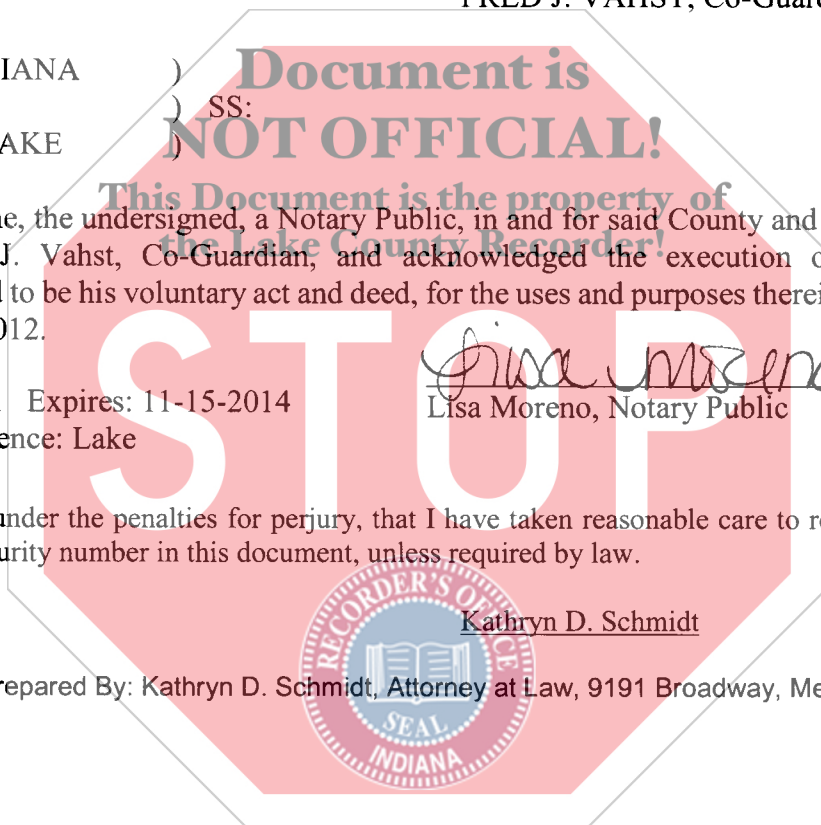 FRED J. VAHST, Co-Guar
IANA )
) SS:
AKE )
Document is
NOT OFFICIAL!
This Document is the property of
the Lake County Recorder!
e, the undersigned, a Notary Public, in and for said County and
J. Vahst, Co-Guardian, and acknowledged the execution o
l to be his voluntary act and deed, for the uses and purposes therei
012.
STOP
Lisa Moreno
Expires: 11-15-2014
Lisa Moreno, Notary Public
ence: Lake
under the penalties for perjury, that I have taken reasonable care to r
urity number in this document, unless required by law.
Kathryn D. Schmidt
repared By: Kathryn D. Schmidt, Attorney at Law, 9191 Broadway, Me
RECORDER'S OFFICE
SEAL
INDIANA